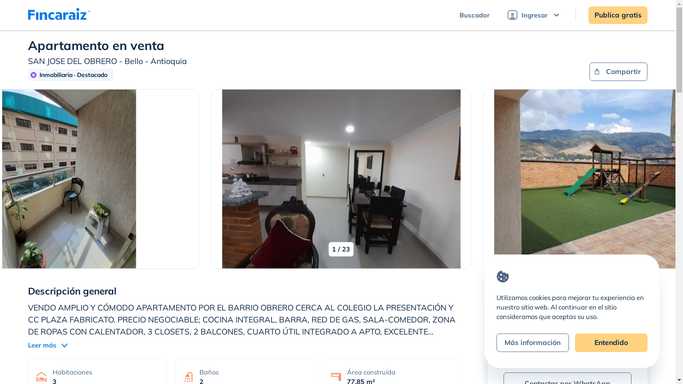 Fincaraiz
Buscador
Ingresar
Publica gratis
Apartamento en venta
SAN JOSE DEL OBRERO - Bello - Antioquia
Inmobiliaria · Destacado
Compartir
1 / 23
Descripción general
VENDO AMPLIO Y CÓMODO APARTAMENTO POR EL BARRIO OBRERO CERCA AL COLEGIO LA PRESENTACIÓN Y
CC PLAZA FABRICATO, PRECIO NEGOCIABLE; COCINA INTEGRAL, BARRA, RED DE GAS, SALA-COMEDOR, ZONA
DE ROPAS CON CALENTADOR, 3 CLOSETS, 2 BALCONES, CUARTO ÚTIL INTEGRADO A APTO, EXCELENTE...
Leer más
Habitaciones
3
Baños
2
Área construida
77,85 m²
Utilizamos cookies para mejorar tu experiencia en
nuestro sitio web. Al continuar en el sitio
consideramos que aceptas su uso.
Más información
Entendido
Contactar por WhatsApp